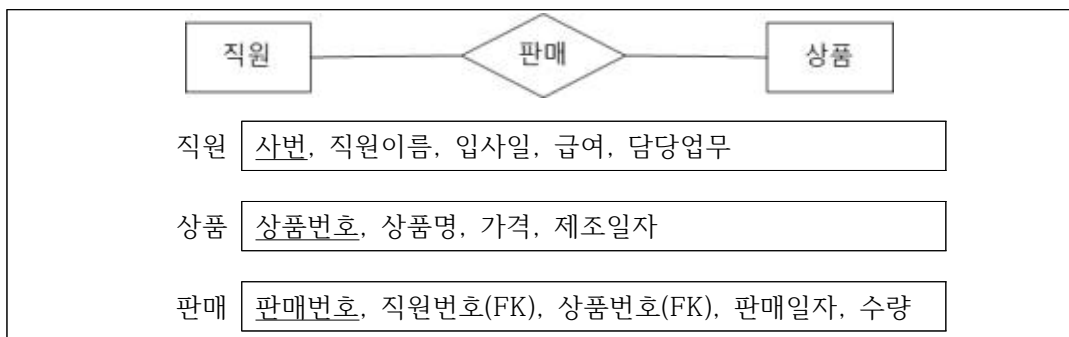 직원 판매 상품
직원 사번, 직원이름, 입사일, 급여, 담당업무
상품 상품번호, 상품명, 가격, 제조일자
판매 판매번호, 직원번호(FK), 상품번호(FK), 판매일자, 수량